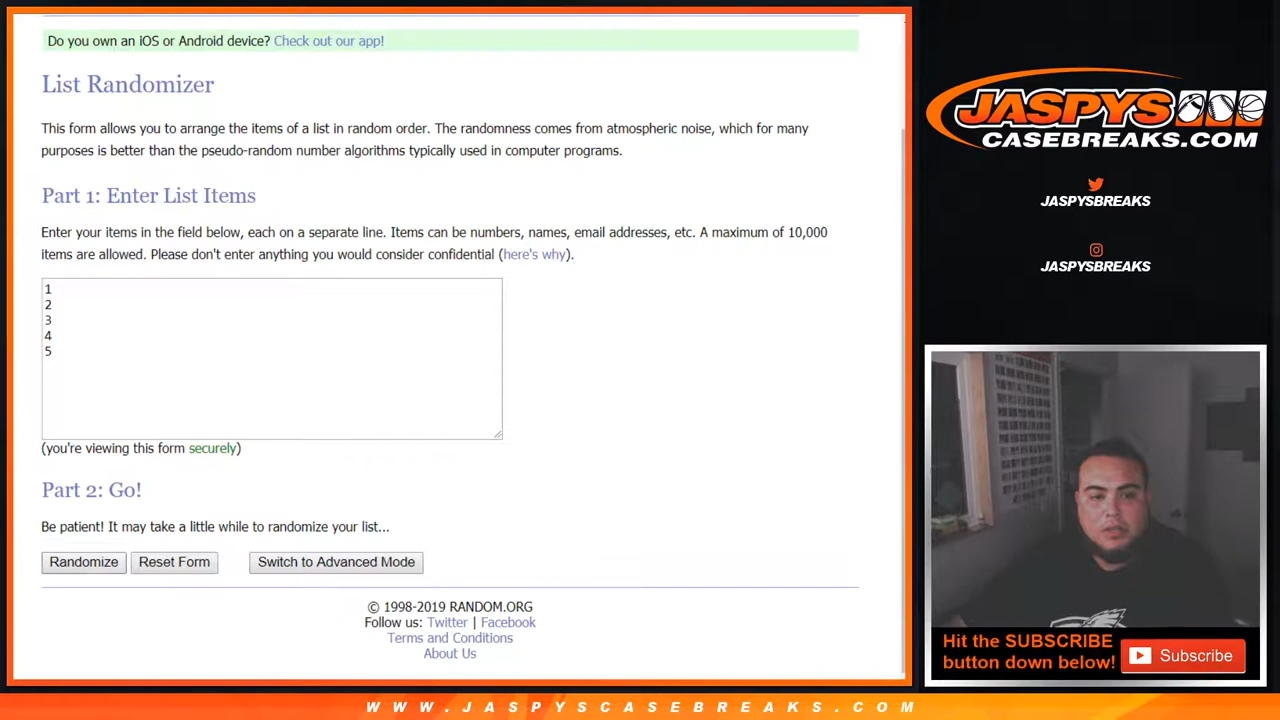 Do you own an iOS or Android device? Check out our app!
List Randomizer
This form allows you to arrange the items of a list in random order. The randomness comes from atmospheric noise, which for many
purposes is better than the pseudo-random number algorithms typically used in computer programs.
Part 1: Enter List Items
Enter your items in the field below, each on a separate line. Items can be numbers, names, email addresses, etc. A maximum of 10,000
items are allowed. Please don't enter anything you would consider confidential (here's why).
1
2
3
4
5
(you're viewing this form securely)
Part 2: Go!
Be patient! It may take a little while to randomize your list...
Randomize Reset Form Switch to Advanced Mode
© 1998-2019 RANDOM.ORG
Follow us: Twitter | Facebook
Terms and Conditions
About Us
JASPYS
CASEBREAKS.COM
JASPYSBREAKS
JASPYSBREAKS
Hit the SUBSCRIBE
button down below!
Subscribe
WWW.JASPYSCASEBREAKS.COM